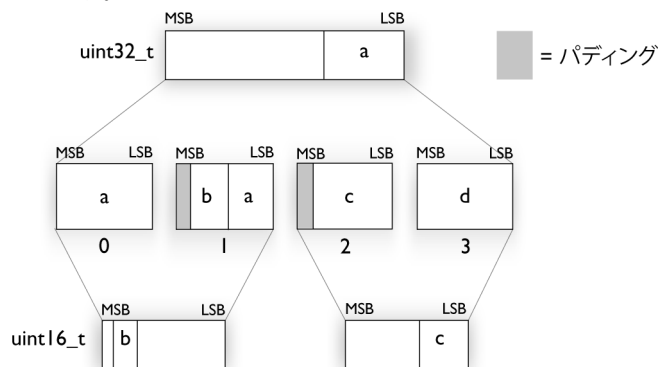 MSB LSB
uint32_t a = パディング
MSB LSB MSB LSB MSB LSB MSB LSB
a b a c d
0 1 2 3
MSB LSB MSB LSB
uint16_t b c